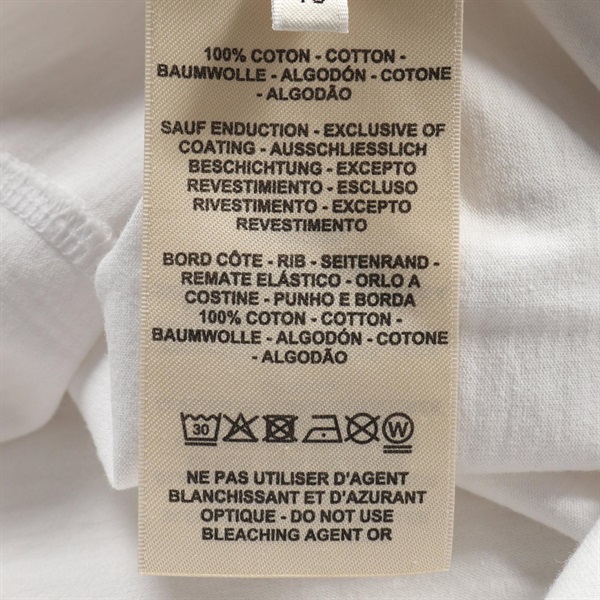 100% COTON - COTTON -
BAUMWOLLE - ALGODÓN - COTONE
- ALGODÃO
SAUF ENDUCTION - EXCLUSIVE OF
COATING - AUSSCHLIESSLICH
BESCHICHTUNG - EXCEPTO
REVESTIMIENTO - ESCLUSO
RIVESTIMENTO - EXCEPTO
REVESTIMENTO
BORD CÔTE - RIB - SEITENRAND -
REMATE ELÁSTICO - ORLO A
COSTINE - PUNHO E BORDA
100% COTON - COTTON -
BAUMWOLLE - ALGODÓN - COTONE
- ALGODÃO
30 W
NE PAS UTILISER D'AGENT
BLANCHISSANT ET D'AZURANT
OPTIQUE - DO NOT USE
BLEACHING AGENT OR